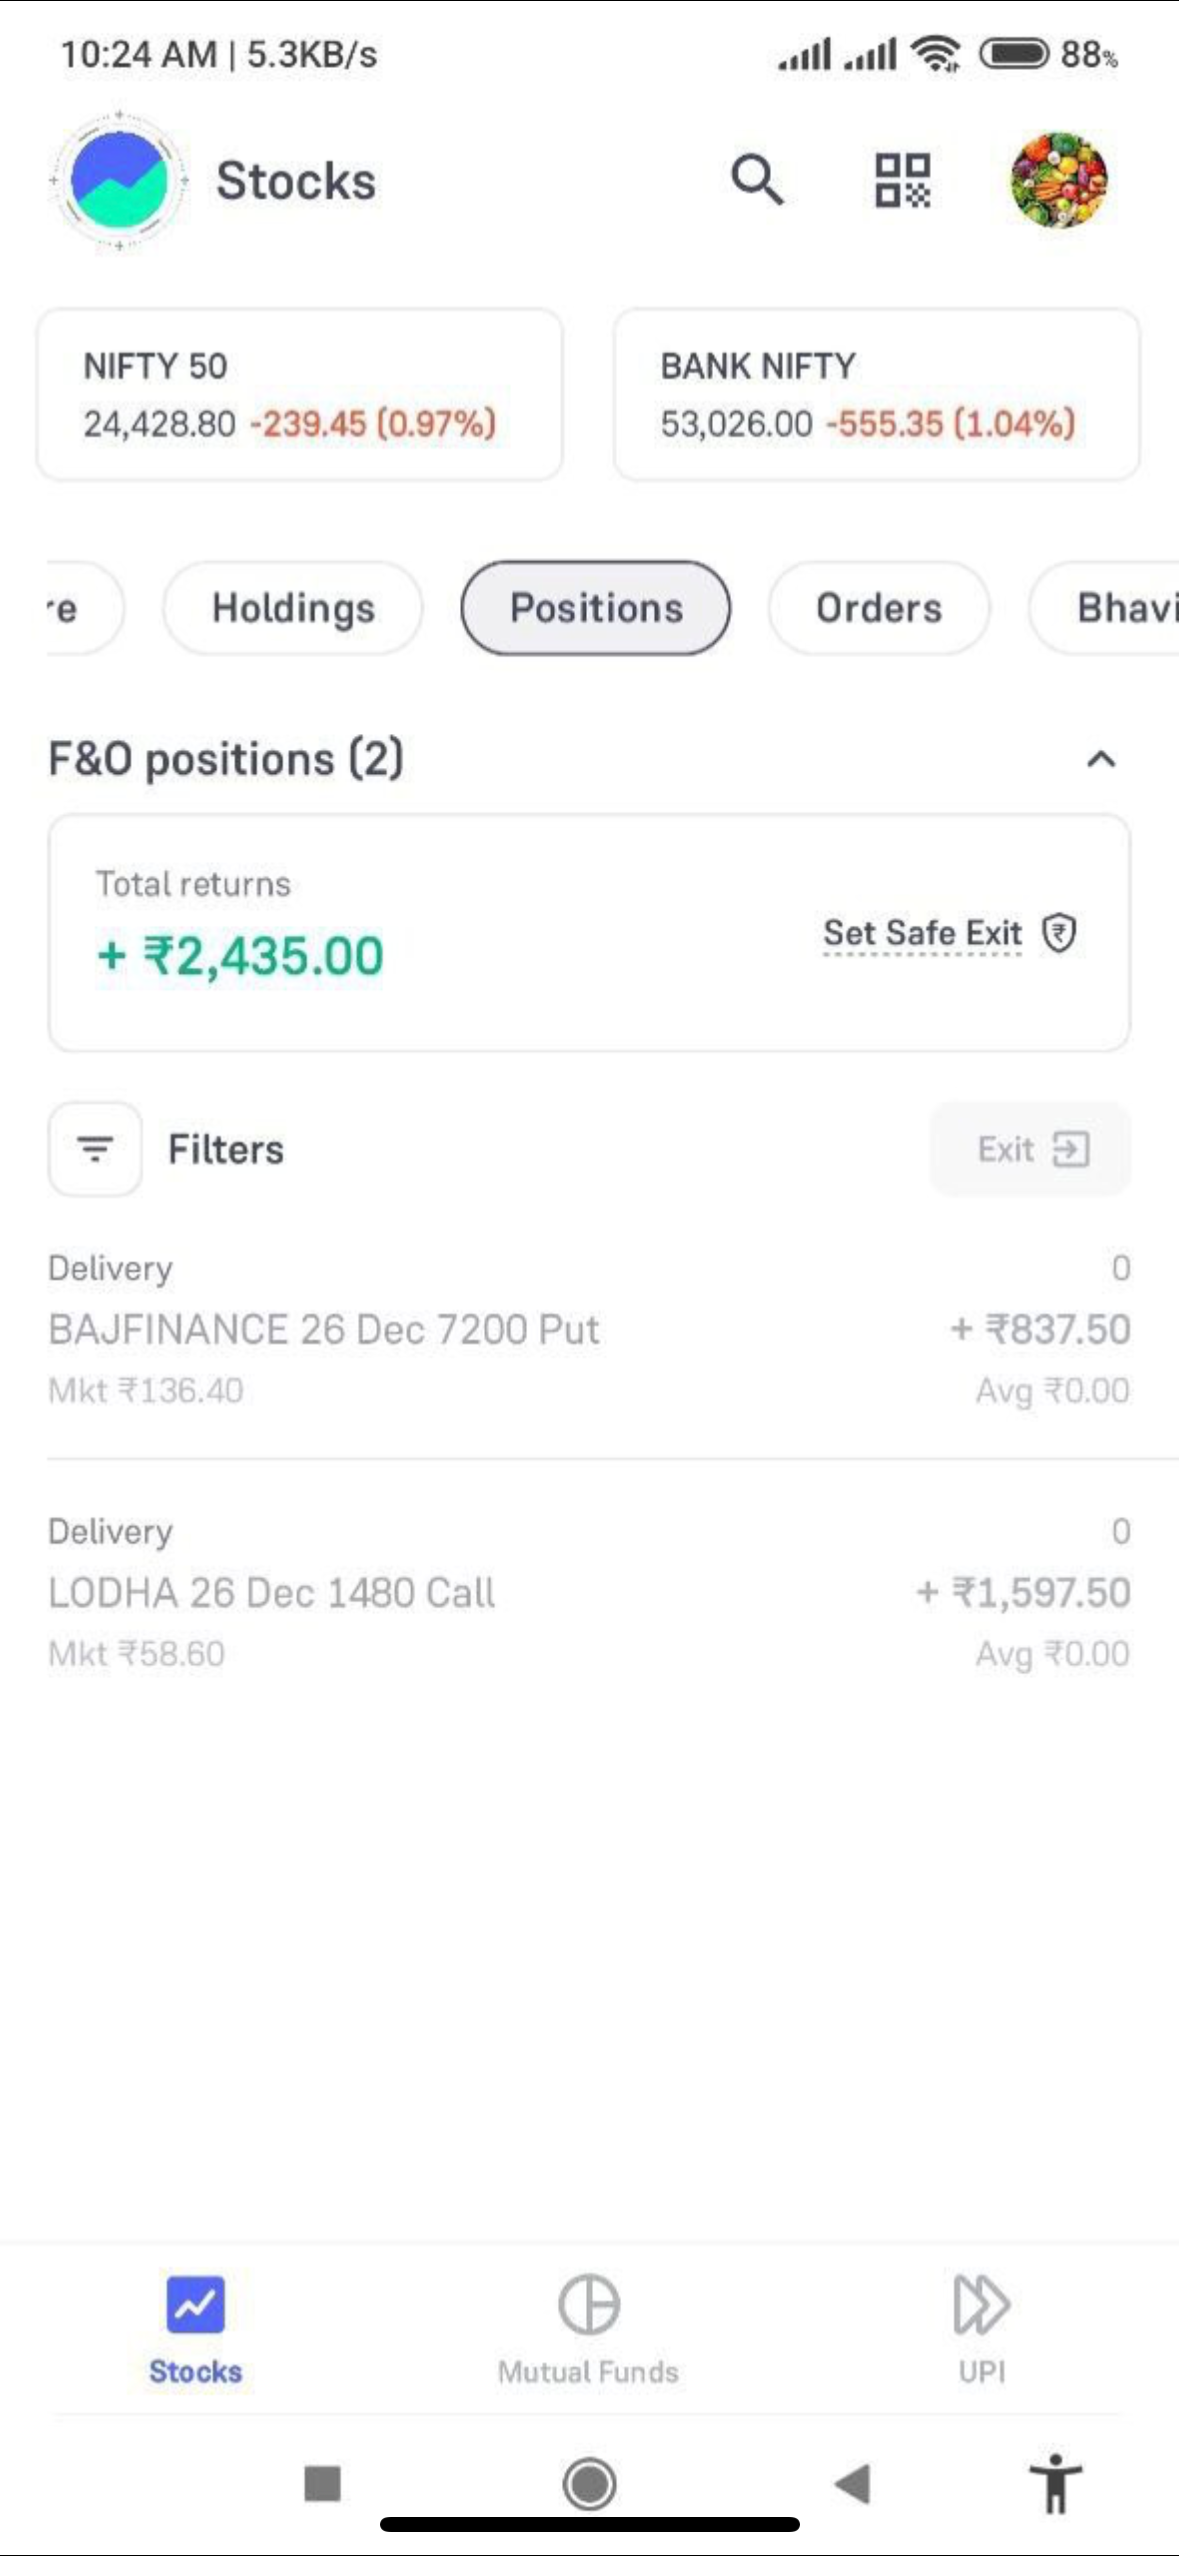 10:24 AM | 5.3KB/s 88%
Stocks
NIFTY 50
24,428.80 -239.45 (0.97%)
BANK NIFTY
53,026.00 -555.35 (1.04%)
re Holdings Positions Orders Bhavi
F&O positions (2)
Total returns
+ ₹2,435.00
Set Safe Exit
Filters
Exit
Delivery 0
BAJFINANCE 26 Dec 7200 Put + ₹837.50
Mkt ₹136.40 Avg ₹0.00
Delivery 0
LODHA 26 Dec 1480 Call + ₹1,597.50
Mkt ₹58.60 Avg ₹0.00
Stocks Mutual Funds UPI